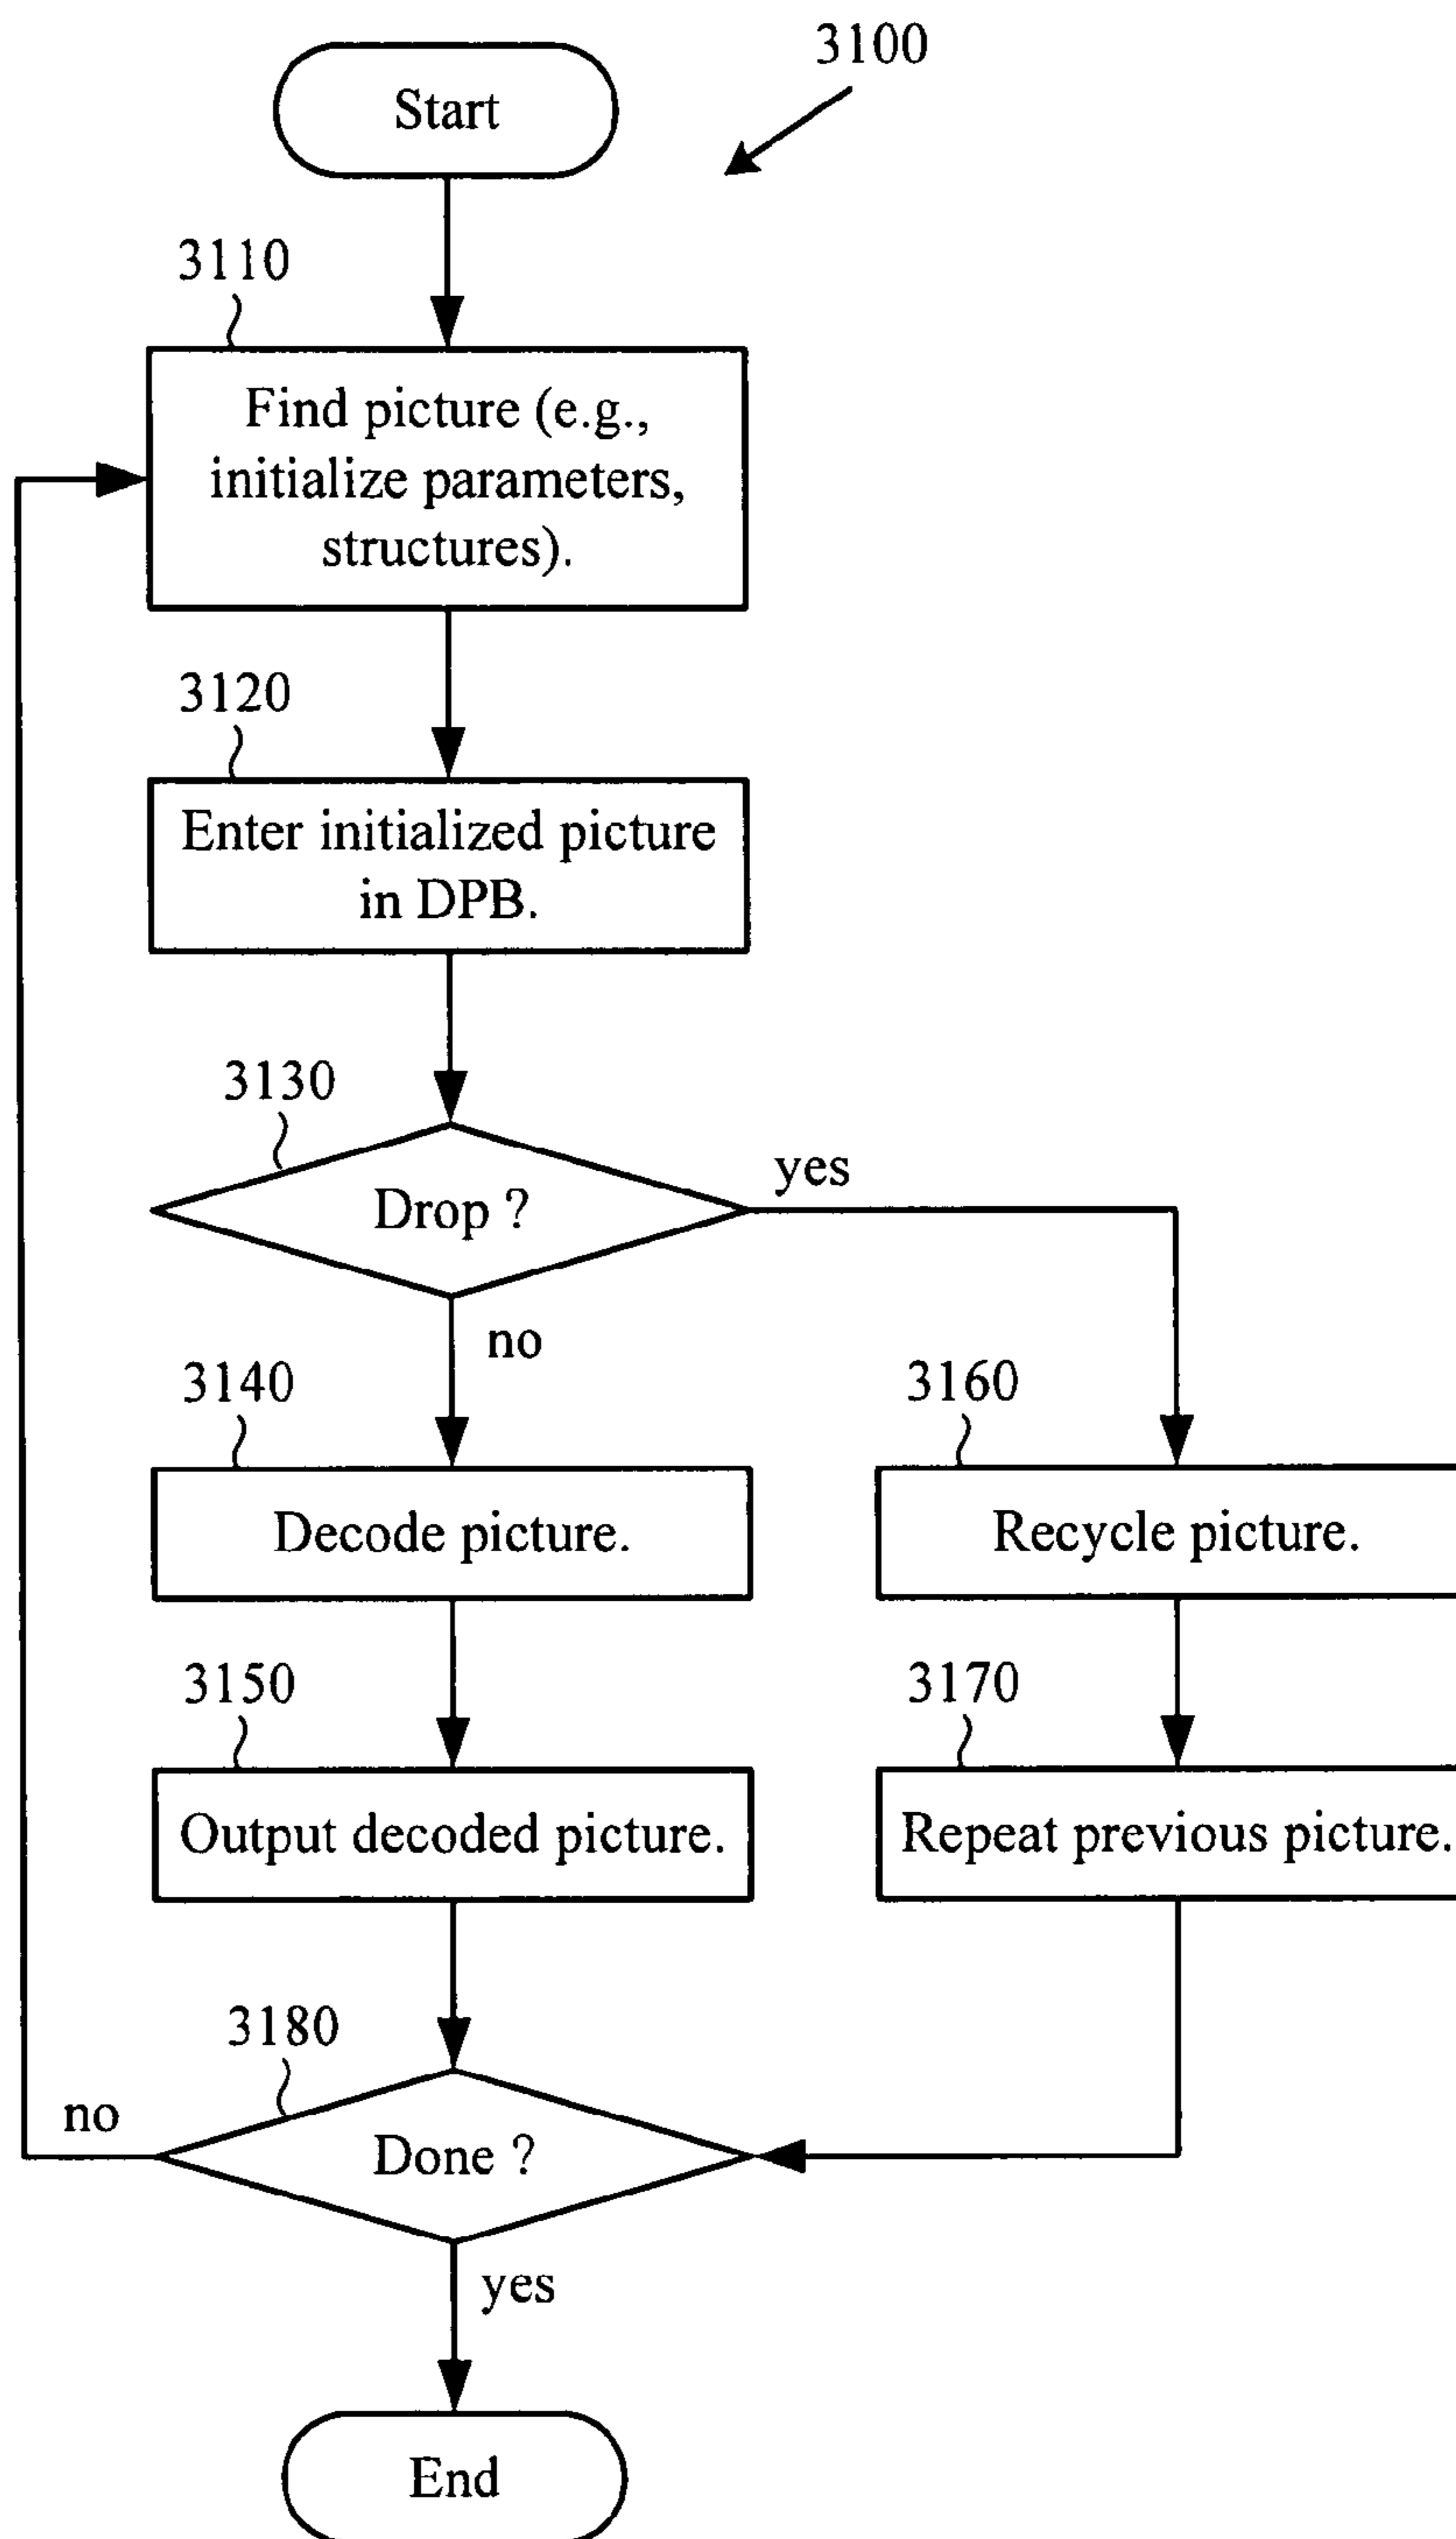 3100
Start
3110
Find picture (e.g.,
initialize parameters,
structures).
3120
Enter initialized picture
in DPB.
3130
Drop ?
yes
no
3140
Decode picture.
3160
Recycle picture.
3150
Output decoded picture.
3170
Repeat previous picture.
3180
no
Done ?
yes
End